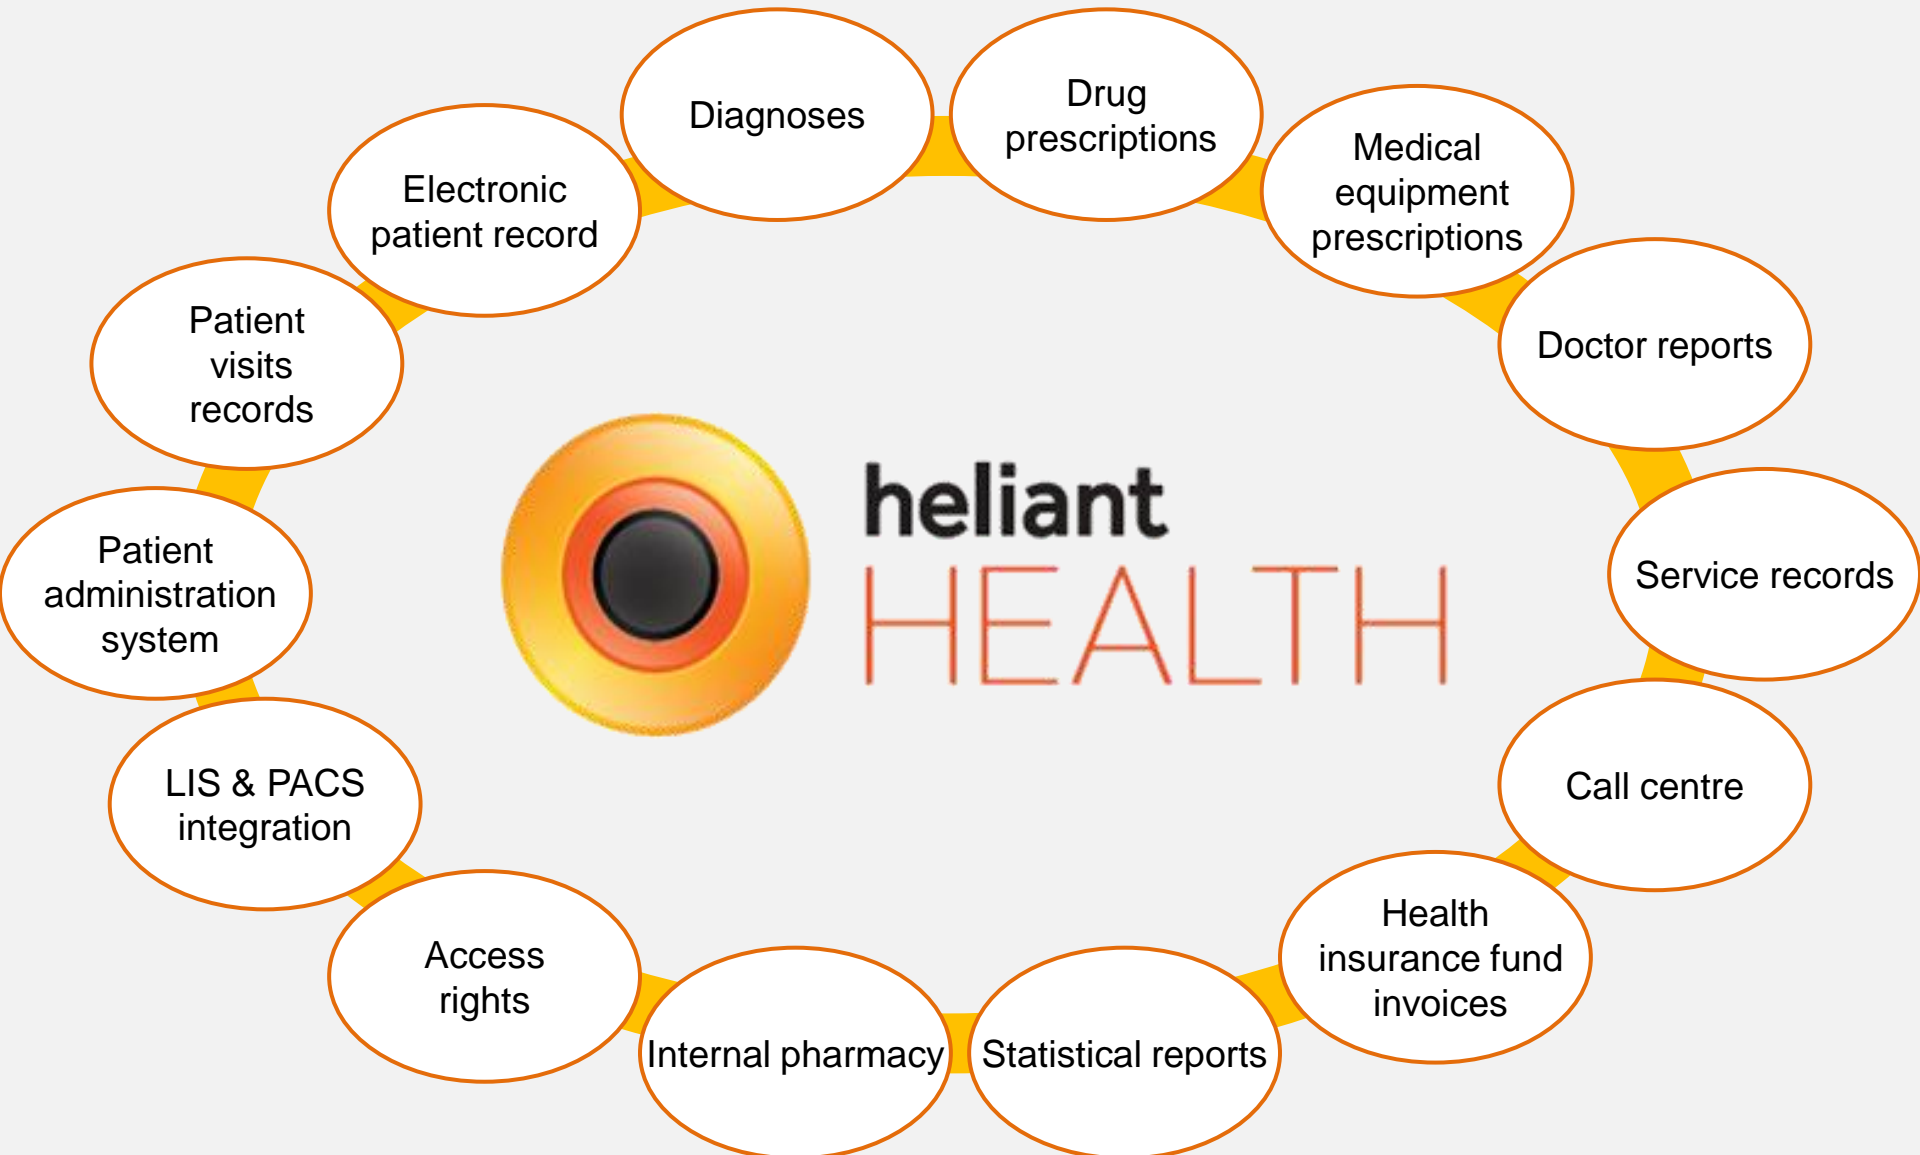 Diagnoses
Drug
prescriptions
Medical
equipment
prescriptions
Doctor reports
Service records
Call centre
Health
insurance fund
invoices
Statistical reports
Internal pharmacy
Access
rights
LIS & PACS
integration
Patient
administration
system
Patient
visits
records
Electronic
patient record
heliant
HEALTH